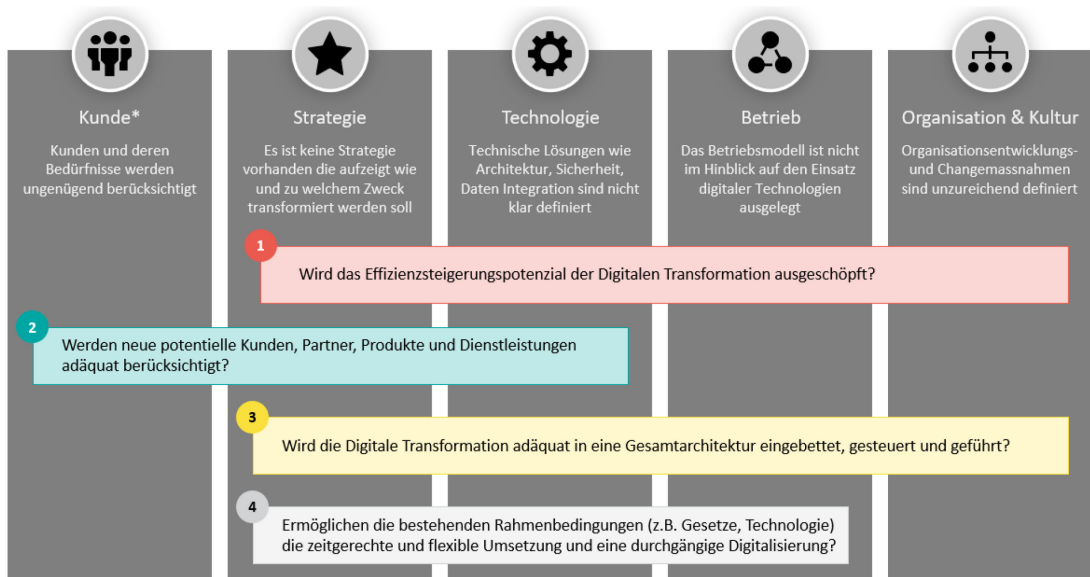 Kunde*
Kunden und deren
Bedürfnisse werden
ungenügend berücksichtigt
Strategie
Es ist keine Strategie
vorhanden die aufzeigt wie
und zu welchem Zweck
transformiert werden soll
Technologie
Technische Lösungen wie
Architektur, Sicherheit,
Daten Integration sind nicht
klar definiert
Betrieb
Das Betriebsmodell ist nicht
im Hinblick auf den Einsatz
digitaler Technologien
ausgelegt
Organisation & Kultur
Organisationsentwicklungs-
und Changemassnahmen
sind unzureichend definiert
1
Wird das Effizienzsteigerungspotenzial der Digitalen Transformation ausgeschöpft?
2
Werden neue potentielle Kunden, Partner, Produkte und Dienstleistungen
adäquat berücksichtigt?
3
Wird die Digitale Transformation adäquat in eine Gesamtarchitektur eingebettet, gesteuert und geführt?
4
Ermöglichen die bestehenden Rahmenbedingungen (z.B. Gesetze, Technologie)
die zeitgerechte und flexible Umsetzung und eine durchgängige Digitalisierung?